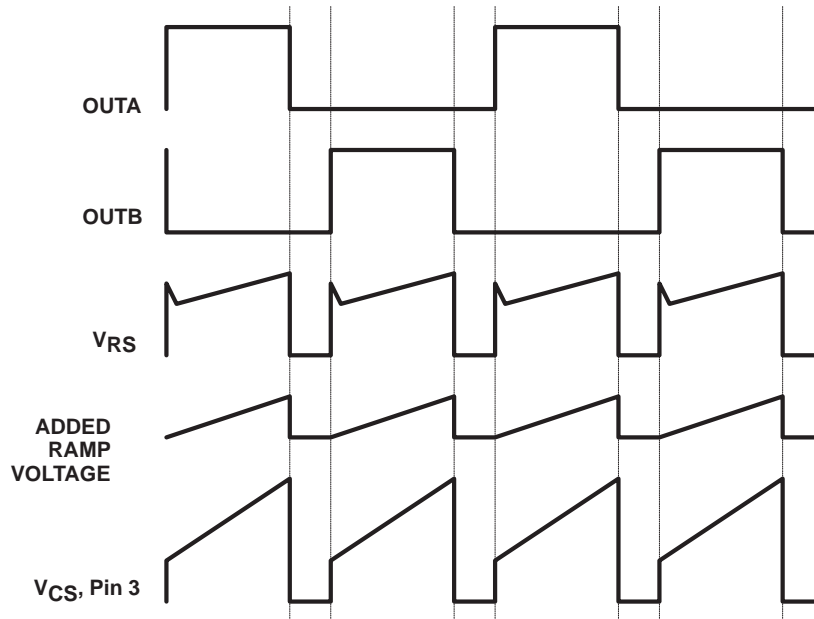 OUTA
OUTB
VRS
ADDED
RAMP
VOLTAGE
VCS, Pin 3